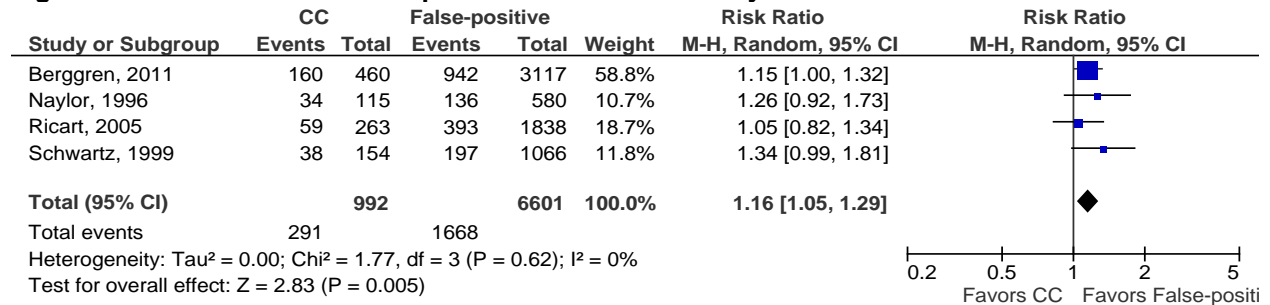 CC False-positive Risk Ratio Risk Ratio
Study or Subgroup Events Total Events Total Weight M-H, Random, 95% CI M-H, Random, 95% CI
Berggren, 2011 160 460 942 3117 58.8% 1.15 [1.00, 1.32]
Naylor, 1996 34 115 136 580 10.7% 1.26 [0.92, 1.73]
Ricart, 2005 59 263 393 1838 18.7% 1.05 [0.82, 1.34]
Schwartz, 1999 38 154 197 1066 11.8% 1.34 [0.99, 1.81]
Total (95% CI) 992 6601 100.0% 1.16 [1.05, 1.29]
Total events 291 1668
Heterogeneity: Tau² = 0.00; Chi² = 1.77, df = 3 (P = 0.62); I² = 0%
Test for overall effect: Z = 2.83 (P = 0.005)
0.2 0.5 1 2 5
Favors CC Favors False-positi